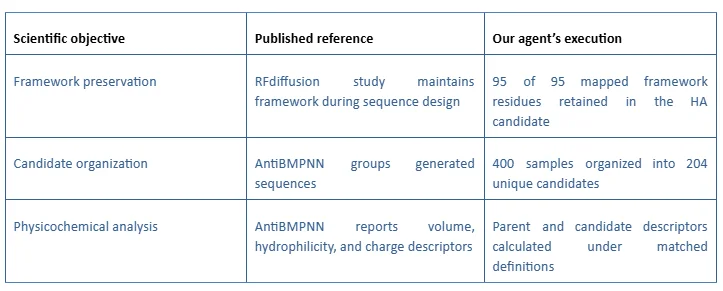 Scientific objective
Published reference
Our agent's execution
Framework preservation
RFdiffusion study maintains
framework during sequence design
95 of 95 mapped framework
residues retained in the HA
candidate
Candidate organization
AntiBMPNN groups generated
sequences
400 samples organized into 204
unique candidates
Physicochemical analysis
AntiBMPNN reports volume,
hydrophilicity, and charge descriptors
Parent and candidate descriptors
calculated under matched
definitions